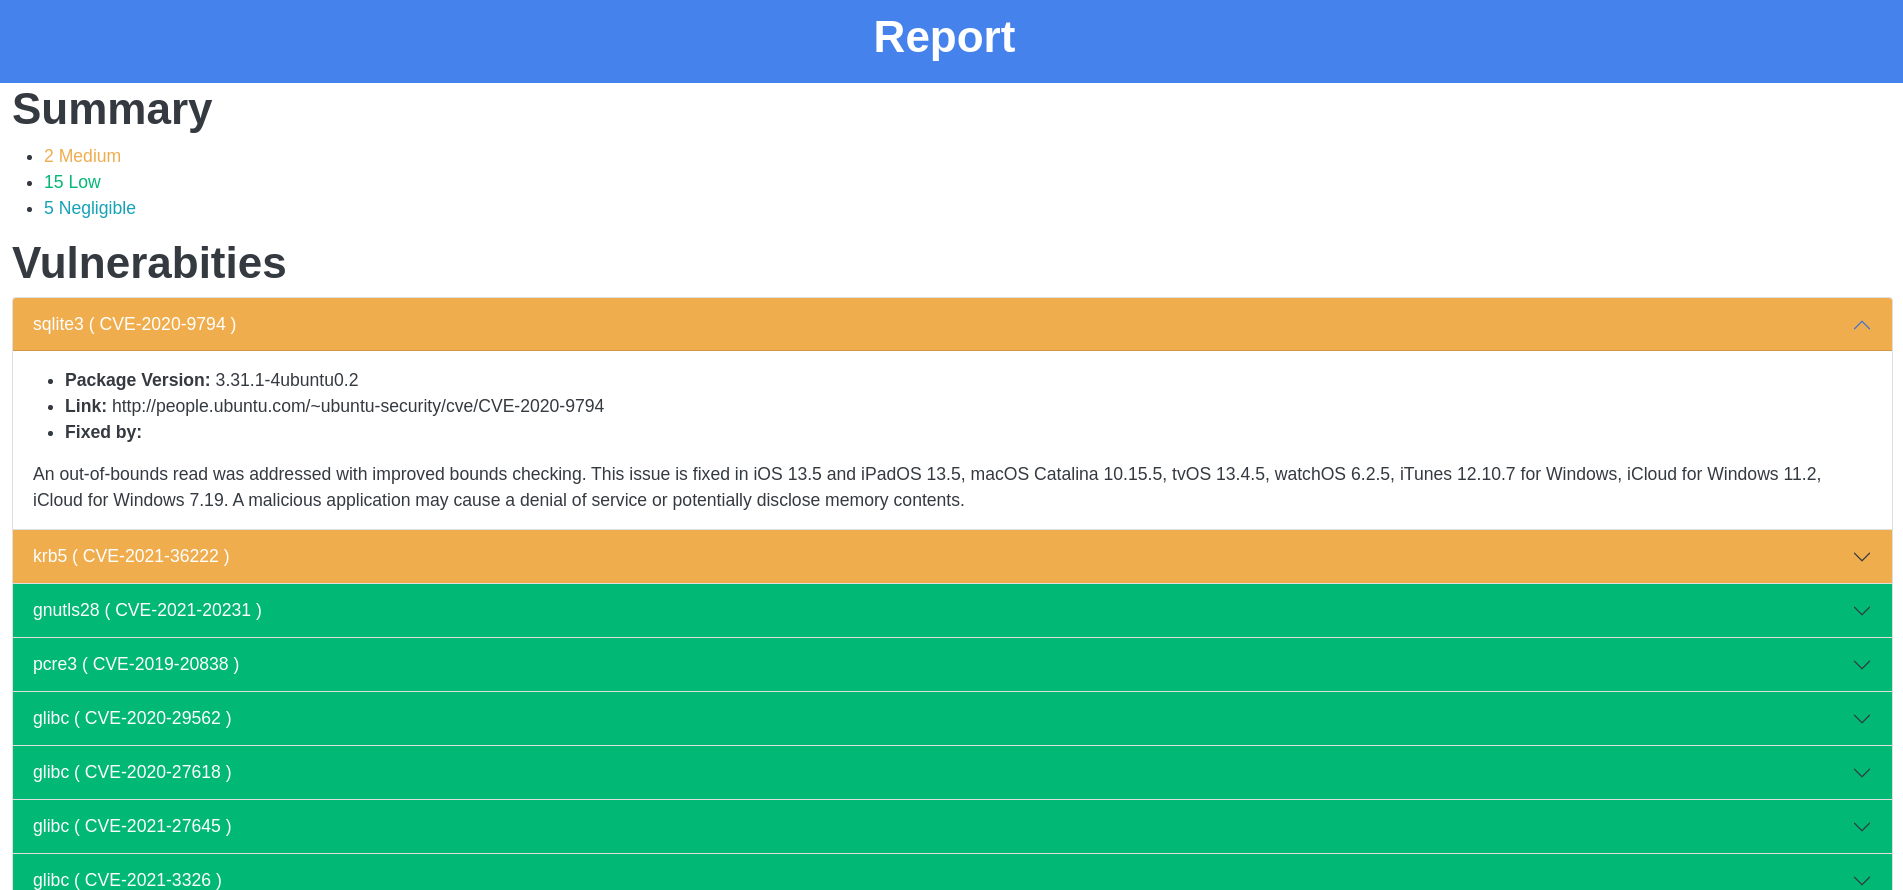 Report
Summary
2 Medium
15 Low
5 Negligible
Vulnerabities
sqlite3 ( CVE-2020-9794 )
Package Version: 3.31.1-4ubuntu0.2
Link: http://people.ubuntu.com/~ubuntu-security/cve/CVE-2020-9794
Fixed by:
An out-of-bounds read was addressed with improved bounds checking. This issue is fixed in iOS 13.5 and iPadOS 13.5, macOS Catalina 10.15.5, tvOS 13.4.5, watchOS 6.2.5, iTunes 12.10.7 for Windows, iCloud for Windows 11.2,
iCloud for Windows 7.19. A malicious application may cause a denial of service or potentially disclose memory contents.
krb5 ( CVE-2021-36222 )
gnutls28 ( CVE-2021-20231 )
pcre3 ( CVE-2019-20838 )
glibc ( CVE-2020-29562 )
glibc ( CVE-2020-27618 )
glibc ( CVE-2021-27645 )
glibc ( CVE-2021-3326 )